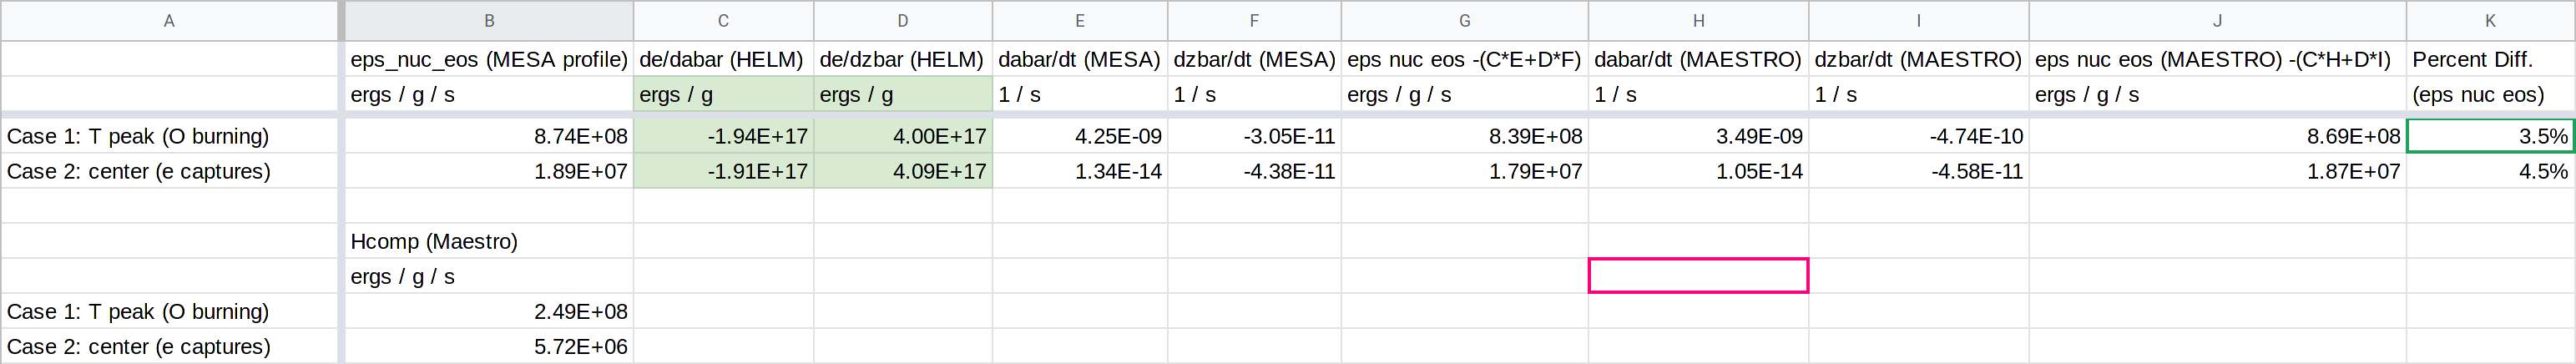 A B C D E F G H I J K
eps_nuc_eos (MESA profile) de/dabar (HELM) de/dzbar (HELM) dabar/dt (MESA) dzbar/dt (MESA) eps nuc eos -(C*E+D*F) dabar/dt (MAESTRO) dzbar/dt (MAESTRO) eps nuc eos (MAESTRO) -(C*H+D*I) Percent Diff.
ergs / g / s ergs / g ergs / g 1 / s 1 / s ergs / g / s 1 / s 1 / s ergs / g / s (eps nuc eos)
Case 1: T peak (O burning) 8.74E+08 -1.94E+17 4.00E+17 4.25E-09 -3.05E-11 8.39E+08 3.49E-09 -4.74E-10 8.69E+08 3.5%
Case 2: center (e captures) 1.89E+07 -1.91E+17 4.09E+17 1.34E-14 -4.38E-11 1.79E+07 1.05E-14 -4.58E-11 1.87E+07 4.5%
Hcomp (Maestro)
ergs / g / s
Case 1: T peak (O burning) 2.49E+08
Case 2: center (e captures) 5.72E+06